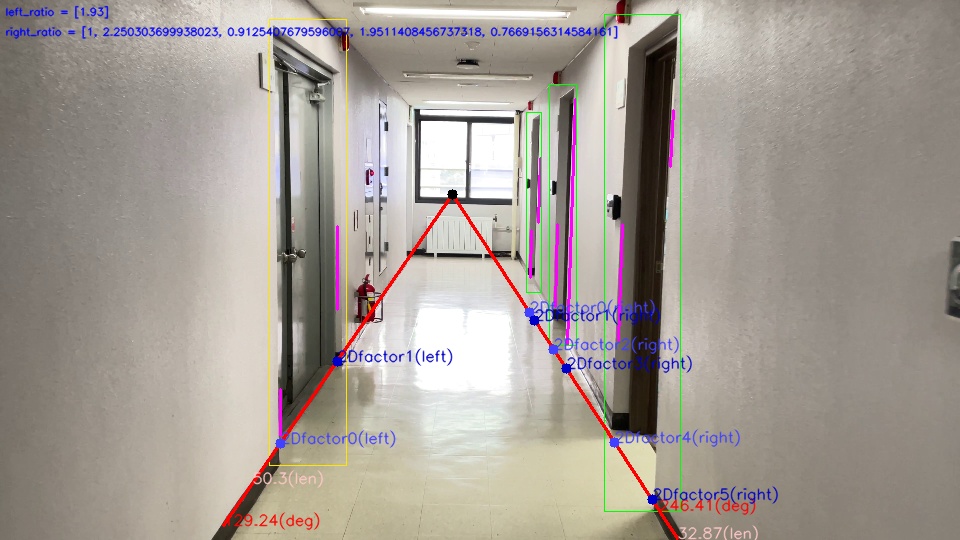 left_ratio = [1.93]
right_ratio = [1, 2.250303699938023, 0.9125407679596067, 1.9511408456737318, 0.7669156314584161]
2Dfactor0(right)
2Dfactor1(right)
2Dfactor2(right)
2Dfactor1(left)
2Dfactor3(right)
2Dfactor0(left)
2Dfactor4(right)
50.3(len)
2Dfactor5(right)
246.41(deg)
29.24(deg)
32.87(len)